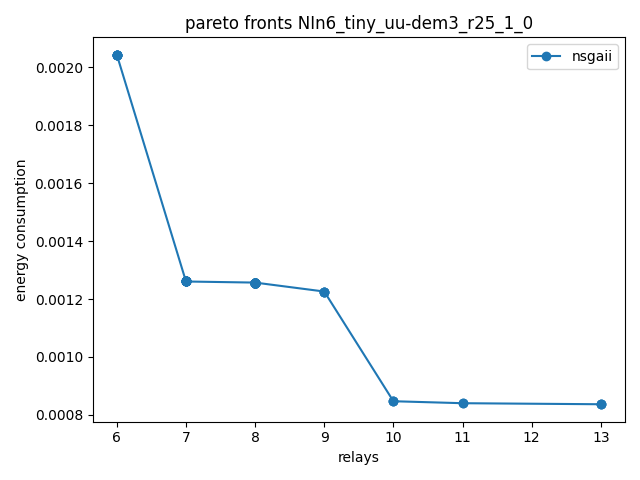 pareto fronts NIn6_tiny_uu-dem3_r25_1_0
nsgaii
energy consumption
0.0020
0.0018
0.0016
0.0014
0.0012
0.0010
0.0008
6 7 8 9 10 11 12 13
relays